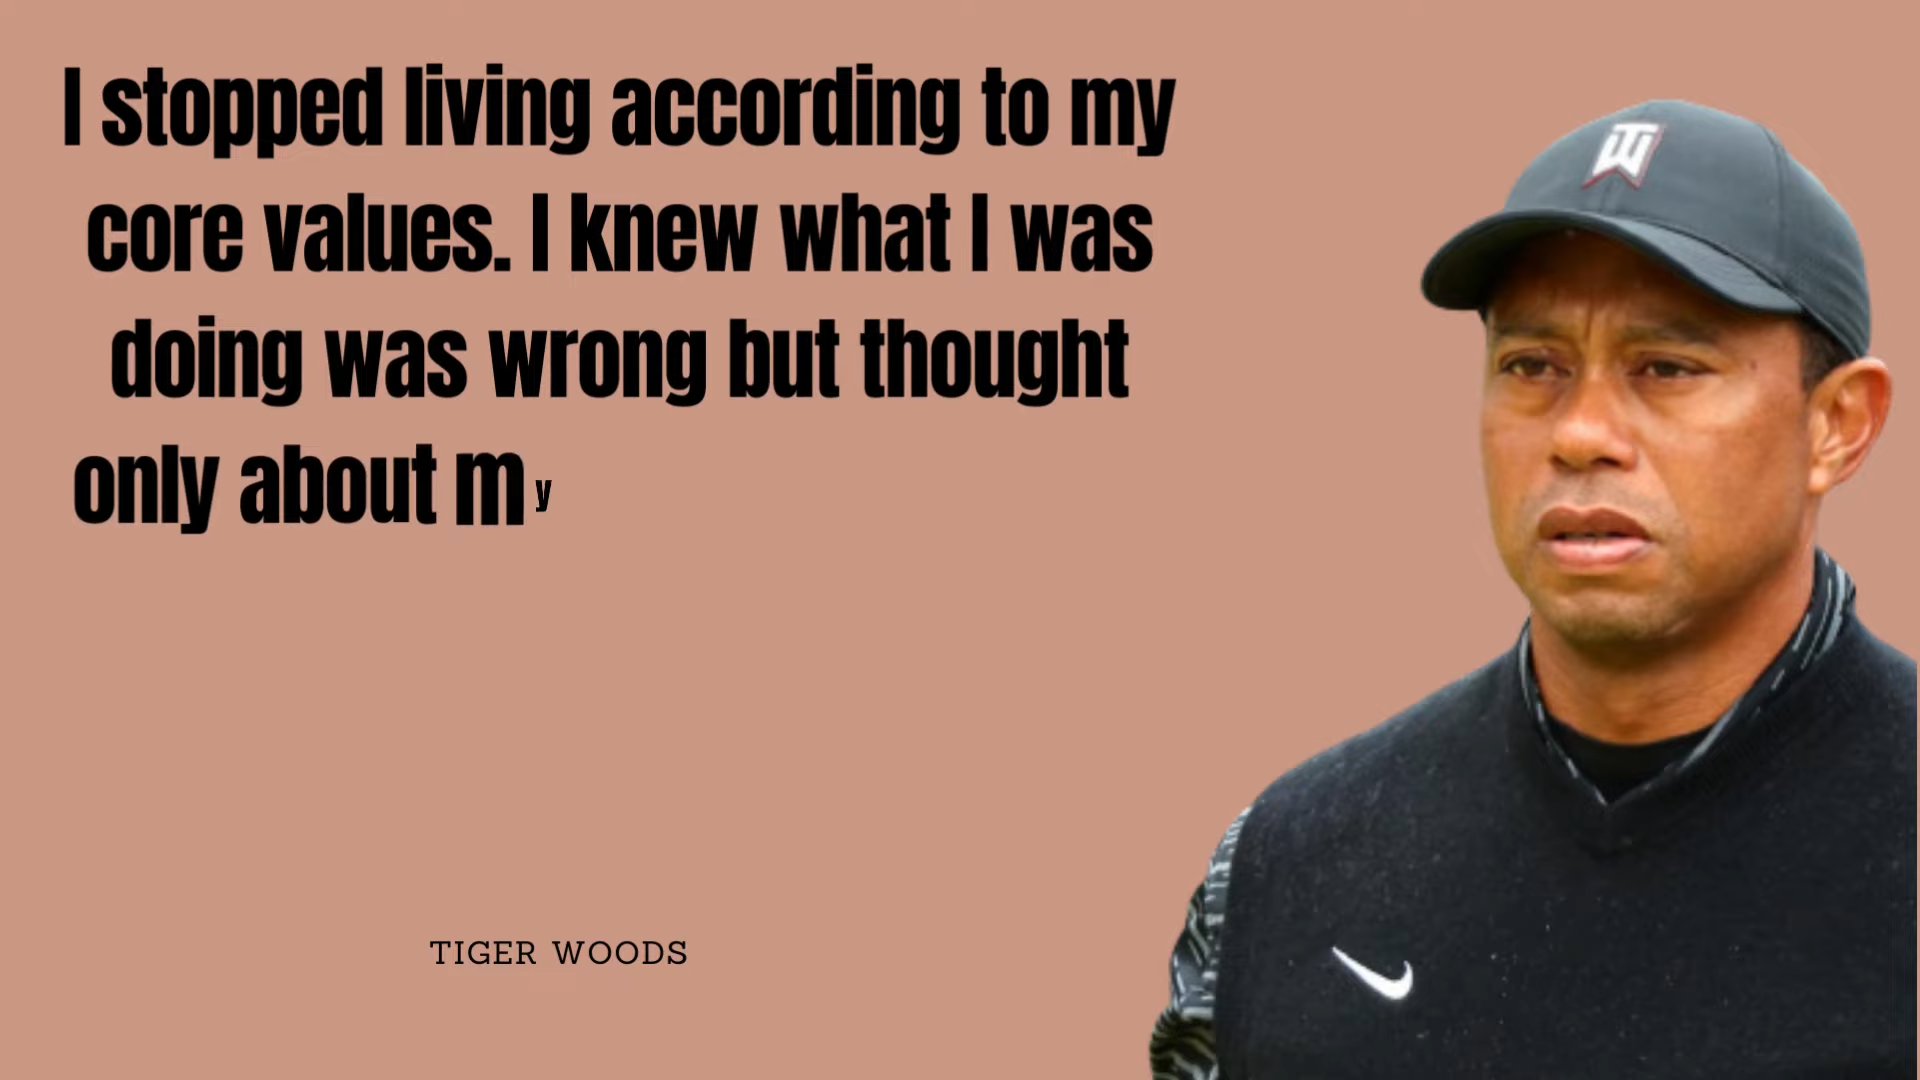 I stopped living according to my
core values. I knew what I was
doing was wrong but thought
only about my
TIGER WOODS
TW